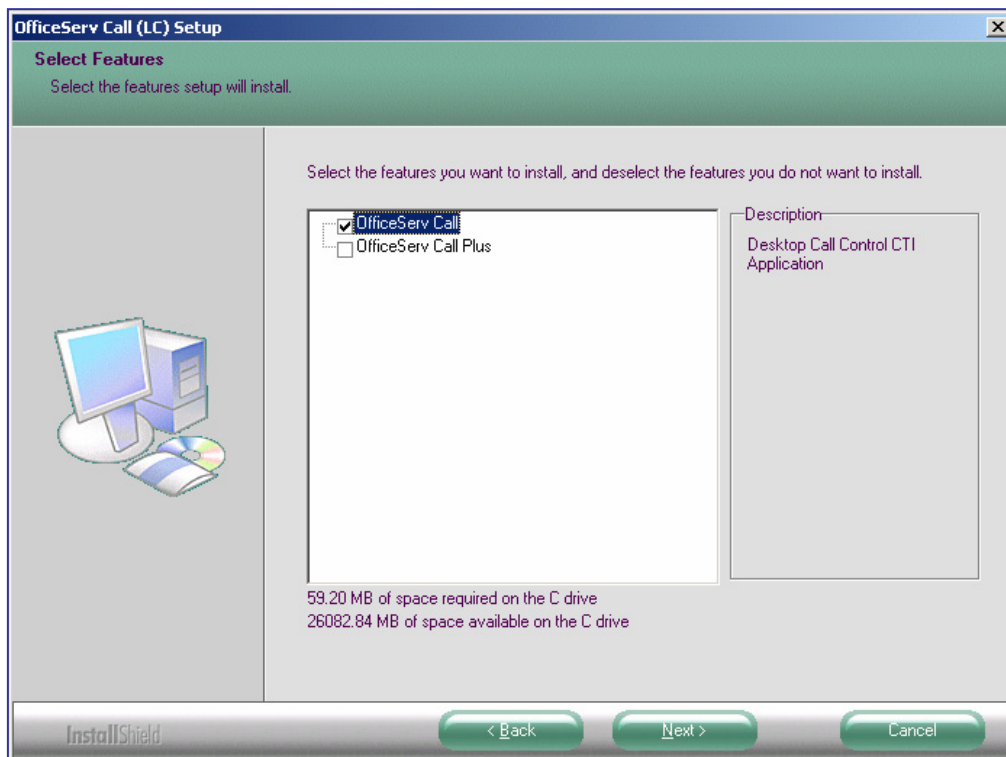 OfficeServ Call (LC) Setup
Select Features
Select the features setup will install.
Select the features you want to install, and deselect the features you do not want to install.
OfficeServ Call
OfficeServ Call Plus
Description
Desktop Call Control CTI
Application
59.20 MB of space required on the C drive
26082.84 MB of space available on the C drive
InstallShield
< Back
Next >
Cancel